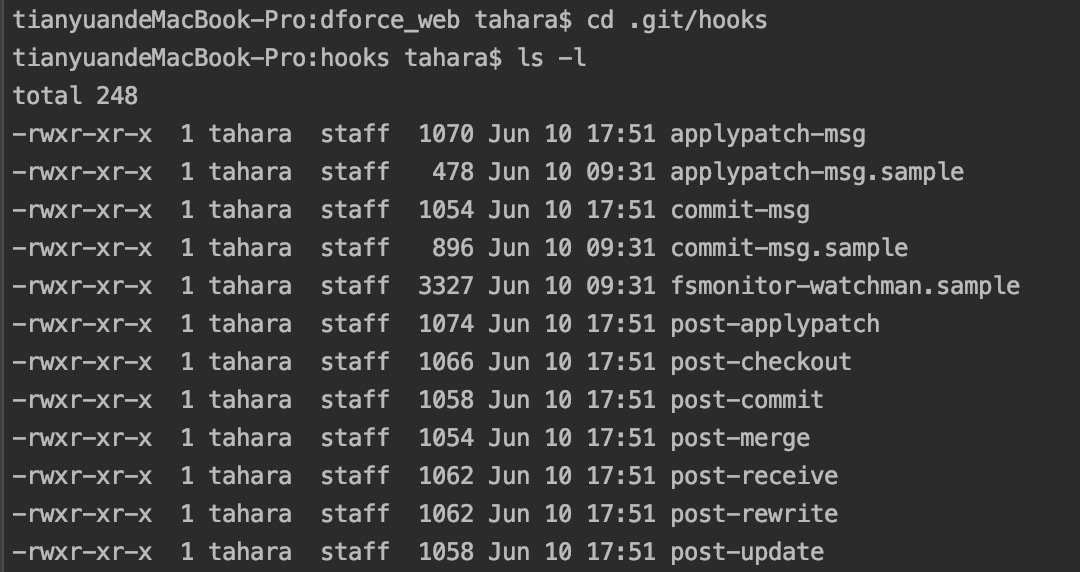 tianyuandeMacBook-Pro:dforce_web tahara$ cd .git/hooks
tianyuandeMacBook-Pro:hooks tahara$ ls -l
total 248
-rwxr-xr-x  1 tahara  staff  1070 Jun 10 17:51 applypatch-msg
-rwxr-xr-x  1 tahara  staff   478 Jun 10 09:31 applypatch-msg.sample
-rwxr-xr-x  1 tahara  staff  1054 Jun 10 17:51 commit-msg
-rwxr-xr-x  1 tahara  staff   896 Jun 10 09:31 commit-msg.sample
-rwxr-xr-x  1 tahara  staff  3327 Jun 10 09:31 fsmonitor-watchman.sample
-rwxr-xr-x  1 tahara  staff  1074 Jun 10 17:51 post-applypatch
-rwxr-xr-x  1 tahara  staff  1066 Jun 10 17:51 post-checkout
-rwxr-xr-x  1 tahara  staff  1058 Jun 10 17:51 post-commit
-rwxr-xr-x  1 tahara  staff  1054 Jun 10 17:51 post-merge
-rwxr-xr-x  1 tahara  staff  1062 Jun 10 17:51 post-receive
-rwxr-xr-x  1 tahara  staff  1062 Jun 10 17:51 post-rewrite
-rwxr-xr-x  1 tahara  staff  1058 Jun 10 17:51 post-update